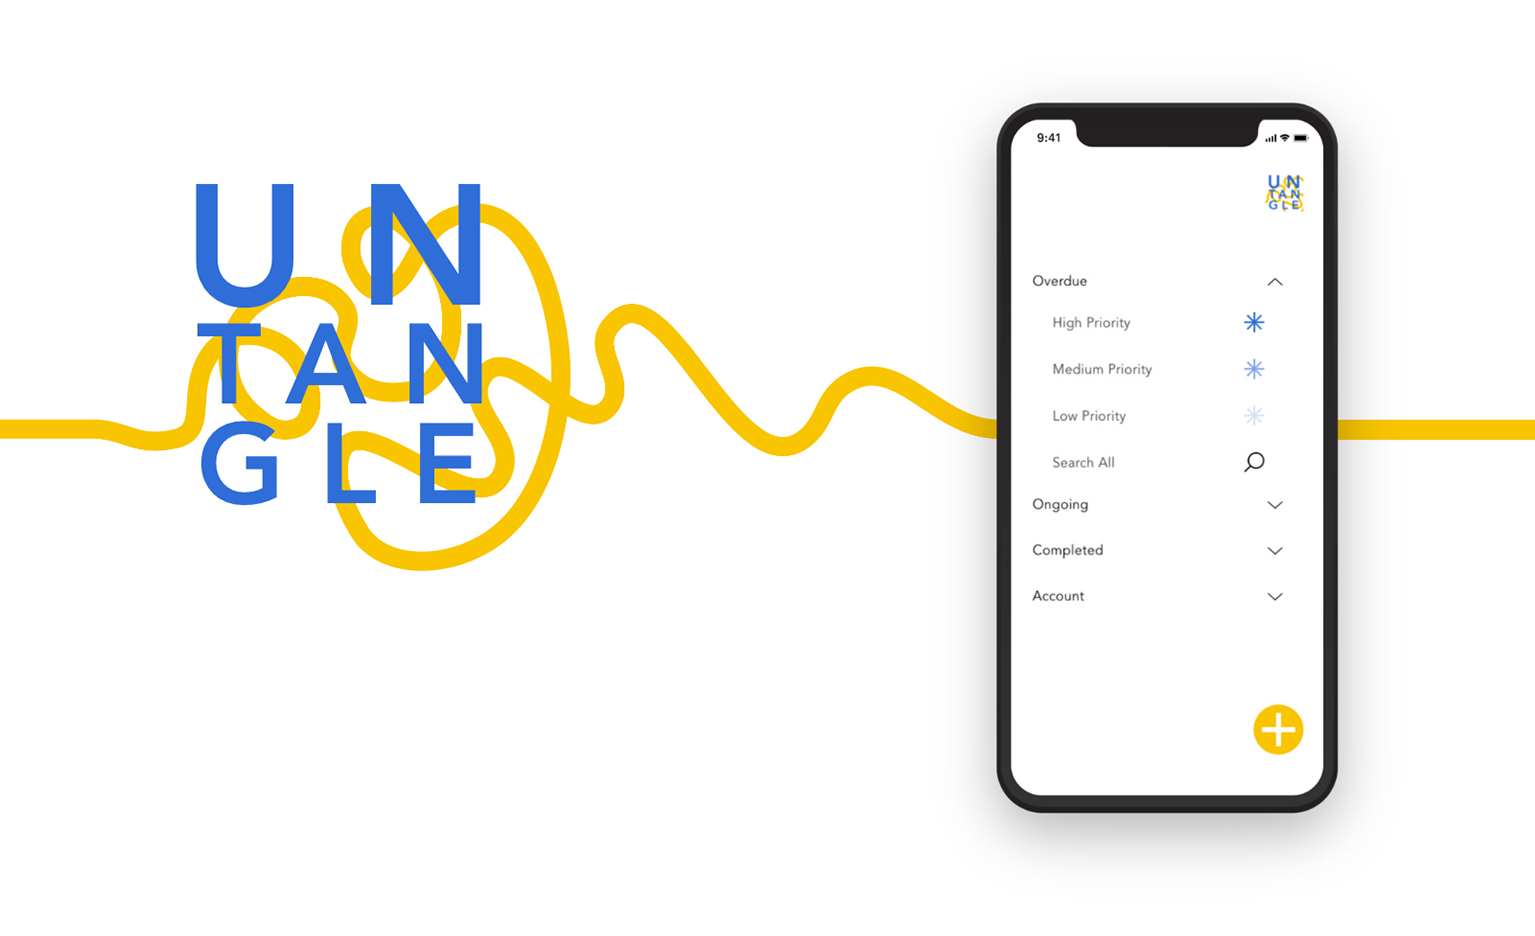 UN
TAN
GLE
9:41
UN
TAN
GLE
Overdue
High Priority
Medium Priority
Low Priority
Search All
Ongoing
Completed
Account